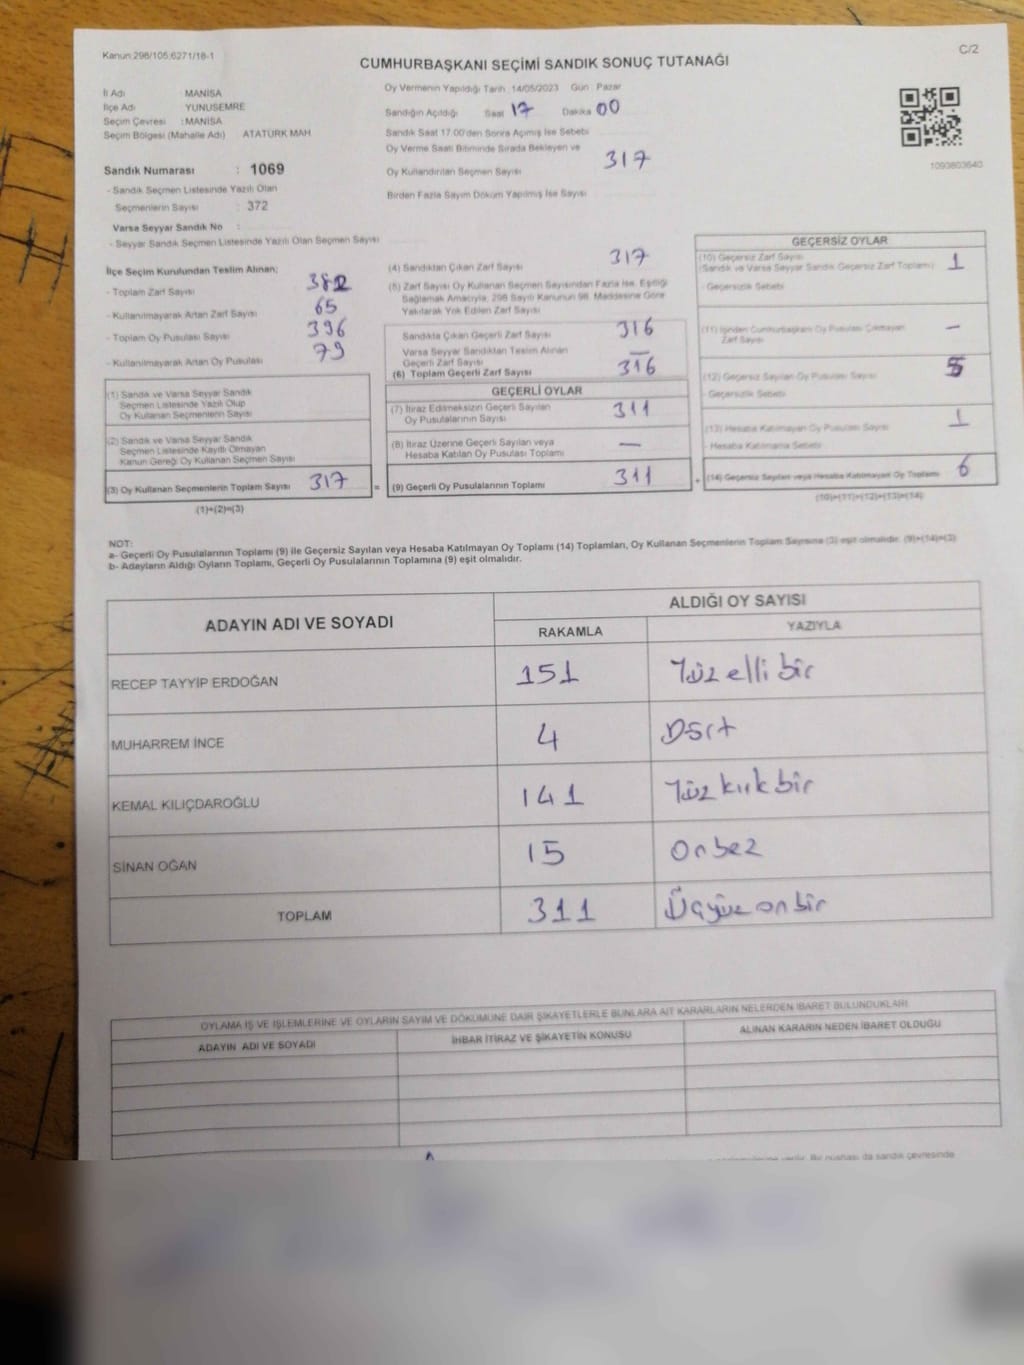 Kanun:298/105;6271/18-1
C/2
CUMHURBAŞKANI SEÇİMİ SANDIK SONUÇ TUTANAĞI
İl Adı MANİSA
İlçe Adı YUNUSEMRE
Seçim Çevresi : MANİSA
Seçim Bölgesi (Mahalle Adı) ATATÜRK MAH
Sandık Numarası : 1069
- Sandık Seçmen Listesinde Yazılı Olan
Seçmenlerin Sayısı : 372
Varsa Seyyar Sandık No :
- Seyyar Sandık Seçmen Listesinde Yazılı Olan Seçmen Sayısı
Oy Vermenin Yapıldığı Tarih :14/05/2023 Gün : Pazar
Sandığın Açıldığı Saat 17 Dakika 00
Sandık Saat 17:00'den Sonra Açılmış İse Sebebi
Oy Verme Saati Bitiminde Sırada Bekleyen ve
Oy Kullandırılan Seçmen Sayısı 317
Birden Fazla Sayım Döküm Yapılmış İse Sayısı
1093803640
İlçe Seçim Kurulundan Teslim Alınan;
- Toplam Zarf Sayısı 382
- Kullanılmayarak Artan Zarf Sayısı 65
- Toplam Oy Pusulası Sayısı 396
- Kullanılmayarak Artan Oy Pusulası 79
(1) Sandık ve Varsa Seyyar Sandık
Seçmen Listesinde Yazılı Olup
Oy Kullanan Seçmenlerin Sayısı
(2) Sandık ve Varsa Seyyar Sandık
Seçmen Listesinde Kayıtlı Olmayan
Kanun Gereği Oy Kullanan Seçmen Sayısı
(3) Oy Kullanan Seçmenlerin Toplam Sayısı 317 =
(1)+(2)=(3)
(4) Sandıktan Çıkan Zarf Sayısı 317
(5) Zarf Sayısı Oy Kullanan Seçmen Sayısından Fazla İse, Eşitliği
Sağlamak Amacıyla, 298 Sayılı Kanunun 98. Maddesine Göre
Yakılarak Yok Edilen Zarf Sayısı
Sandıkta Çıkan Geçerli Zarf Sayısı 316
Varsa Seyyar Sandıktan Teslim Alınan
Geçerli Zarf Sayısı —
(6) Toplam Geçerli Zarf Sayısı 316
GEÇERLİ OYLAR
(7) İtiraz Edilmeksizin Geçerli Sayılan
Oy Pusulalarının Sayısı 311
(8) İtiraz Üzerine Geçerli Sayılan veya
Hesaba Katılan Oy Pusulası Toplamı —
(9) Geçerli Oy Pusulalarının Toplamı 311 +
GEÇERSİZ OYLAR
(10) Geçersiz Zarf Sayısı
(Sandık ve Varsa Seyyar Sandık Geçersiz Zarf Toplamı) 1
- Geçersizlik Sebebi
(11) İçinden Cumhurbaşkanı Oy Pusulası Çıkmayan
Zarf Sayısı —
(12) Geçersiz Sayılan Oy Pusulası Sayısı
- Geçersizlik Sebebi
(13) Hesaba Katılmayan Oy Pusulası Sayısı 1
- Hesaba Katılmama Sebebi
(14) Geçersiz Sayılan veya Hesaba Katılmayan Oy Toplamı 6
(10)+(11)+(12)+(13)=(14)
NOT:
a- Geçerli Oy Pusulalarının Toplamı (9) ile Geçersiz Sayılan veya Hesaba Katılmayan Oy Toplamı (14) Toplamları, Oy Kullanan Seçmenlerin Toplam Sayısına (3) eşit olmalıdır. (9)+(14)=(3)
b- Adayların Aldığı Oyların Toplamı, Geçerli Oy Pusulalarının Toplamına (9) eşit olmalıdır.
ADAYIN ADI VE SOYADI
ALDIĞI OY SAYISI
RAKAMLA YAZIYLA
RECEP TAYYİP ERDOĞAN 151 Yüz elli bir
MUHARREM İNCE 4 Dört
KEMAL KILIÇDAROĞLU 141 Yüz kırk bir
SİNAN OĞAN 15 Onbeş
TOPLAM 311 Üçyüz on bir
OYLAMA İŞ VE İŞLEMLERİNE VE OYLARIN SAYIM VE DÖKÜMÜNE DAİR ŞİKAYETLERLE BUNLARA AİT KARARLARIN NELERDEN İBARET BULUNDUKLARI
ADAYIN ADI VE SOYADI İHBAR İTİRAZ VE ŞİKAYETİN KONUSU ALINAN KARARIN NEDEN İBARET OLDUĞU
verilir. Bir nüshası da sandık çevresinde